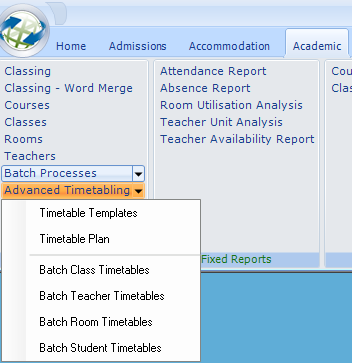 Home Admissions Accommodation Academic
Classing
Classing - Word Merge
Courses
Classes
Rooms
Teachers
Batch Processes
Advanced Timetabling
Attendance Report
Absence Report
Room Utilisation Analysis
Teacher Unit Analysis
Teacher Availability Report
Cou
Clas
Fixed Reports
Timetable Templates
Timetable Plan
Batch Class Timetables
Batch Teacher Timetables
Batch Room Timetables
Batch Student Timetables